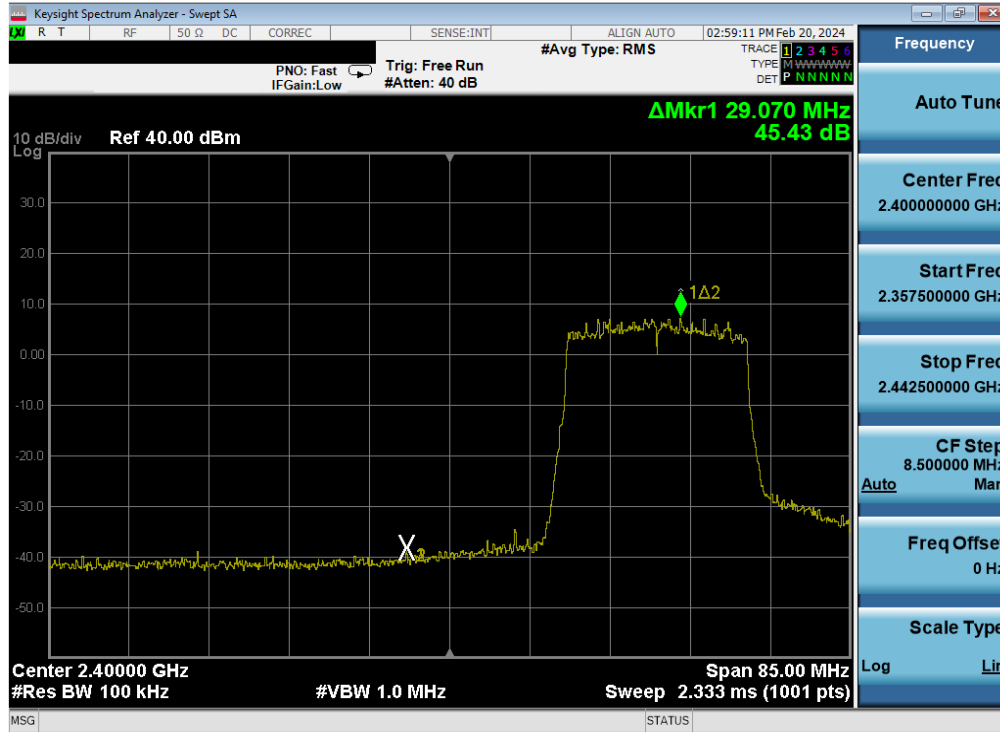 Keysight Spectrum Analyzer - Swept SA
LXI R T RF 50 Ω DC CORREC SENSE:INT ALIGN AUTO 02:59:11 PM Feb 20, 2024
#Avg Type: RMS
TRACE 1 2 3 4 5 6
PNO: Fast Trig: Free Run TYPE M WWWWW
IFGain:Low #Atten: 40 dB DET P N N N N N
ΔMkr1 29.070 MHz
45.43 dB
10 dB/div Ref 40.00 dBm
Log
30.0
20.0
10.0
1Δ2
0.00
-10.0
-20.0
-30.0
-40.0
2
-50.0
Center 2.40000 GHz Span 85.00 MHz
#Res BW 100 kHz #VBW 1.0 MHz Sweep 2.333 ms (1001 pts)
MSG STATUS
Frequency
Auto Tune
Center Freq
2.400000000 GHz
Start Freq
2.357500000 GHz
Stop Freq
2.442500000 GHz
CF Step
8.500000 MHz
Auto Man
Freq Offset
0 Hz
Scale Type
Log Lin